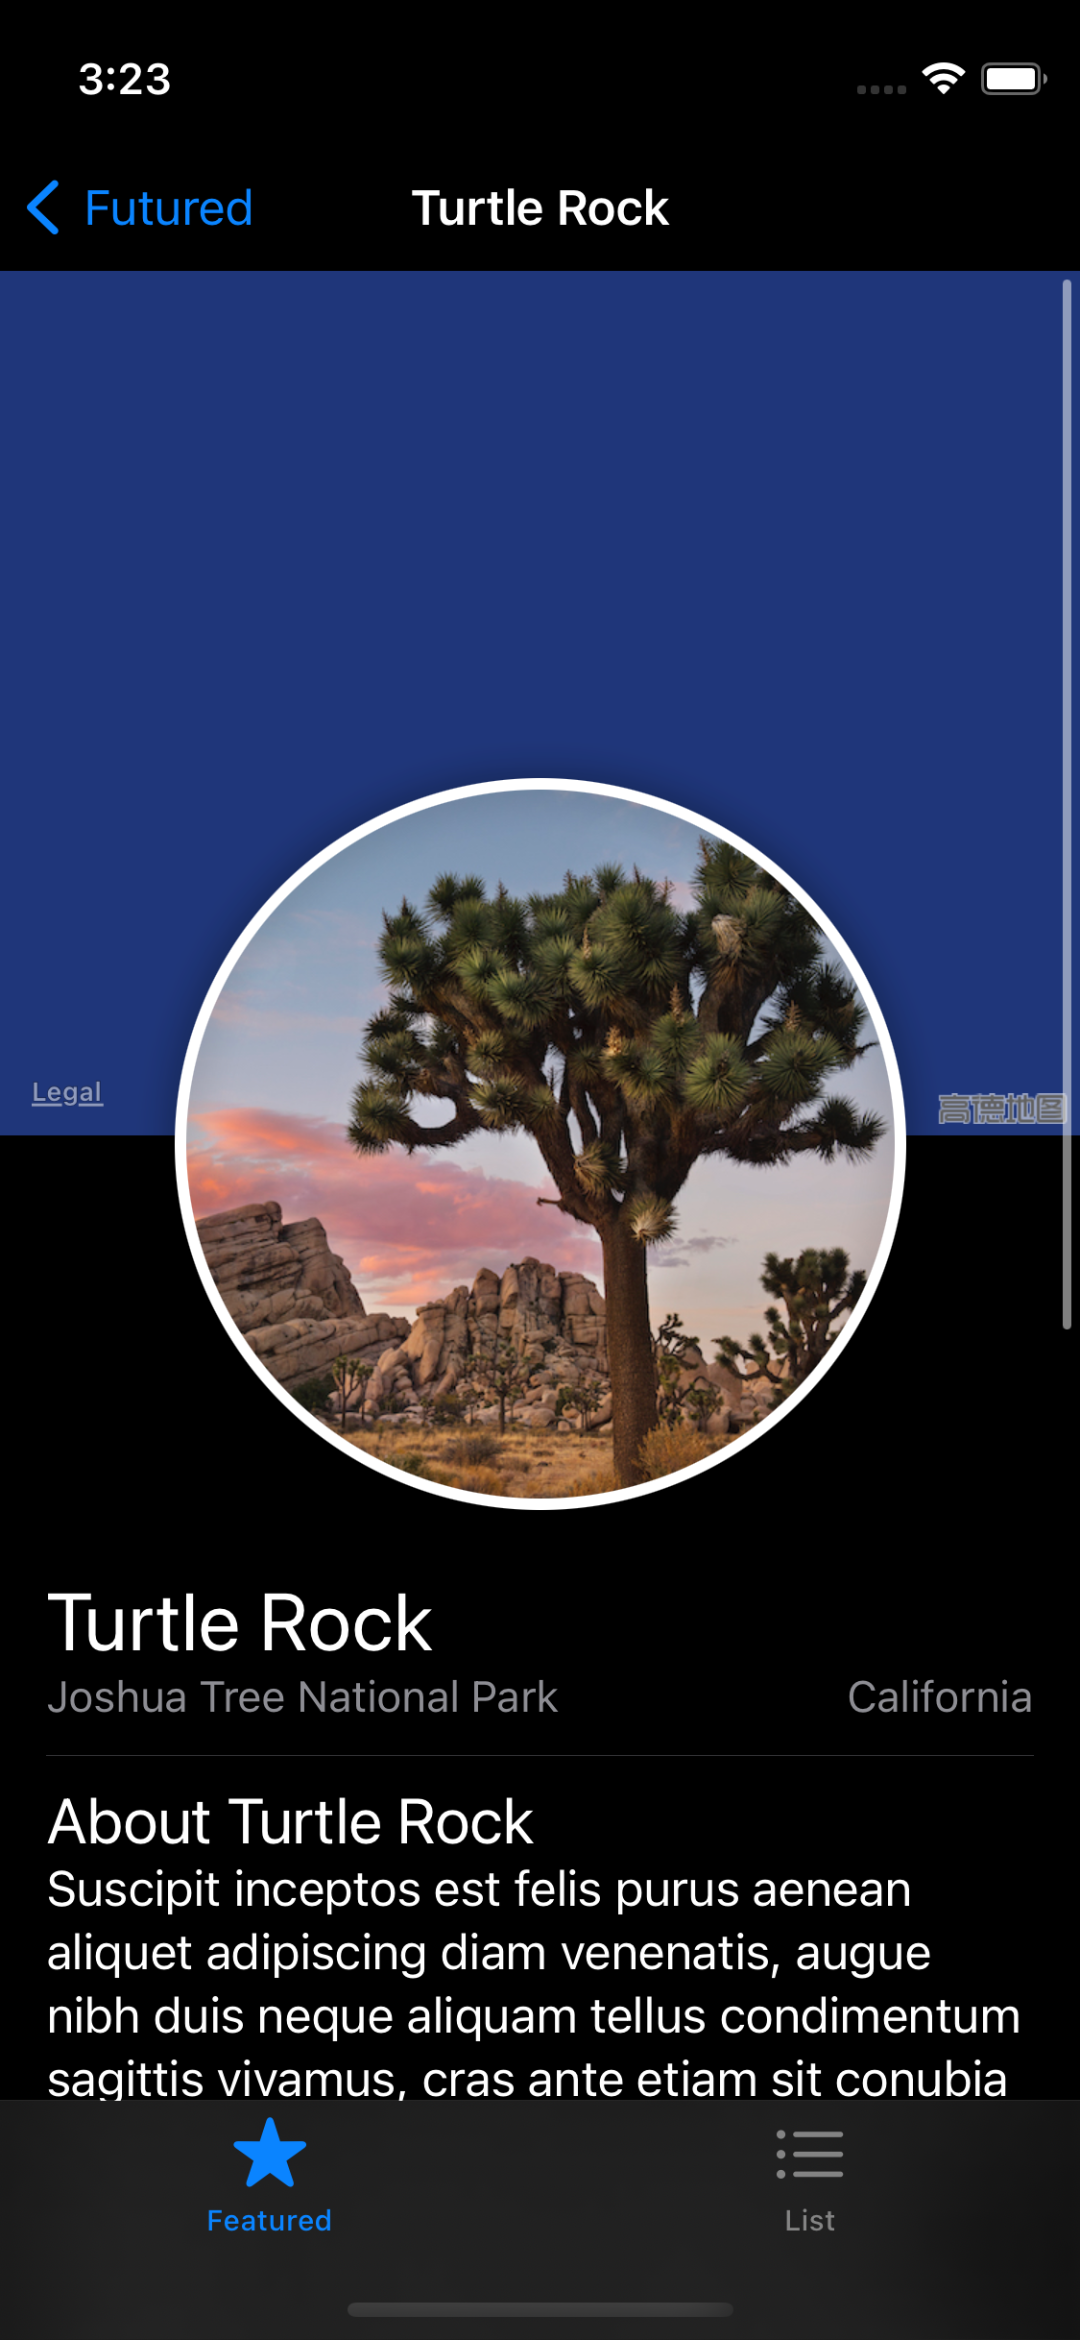 3:23
Futured
Turtle Rock
Legal
高德地图
Turtle Rock
Joshua Tree National Park
California
About Turtle Rock
Suscipit inceptos est felis purus aenean
aliquet adipiscing diam venenatis, augue
nibh duis neque aliquam tellus condimentum
sagittis vivamus, cras ante etiam sit conubia
Featured
List